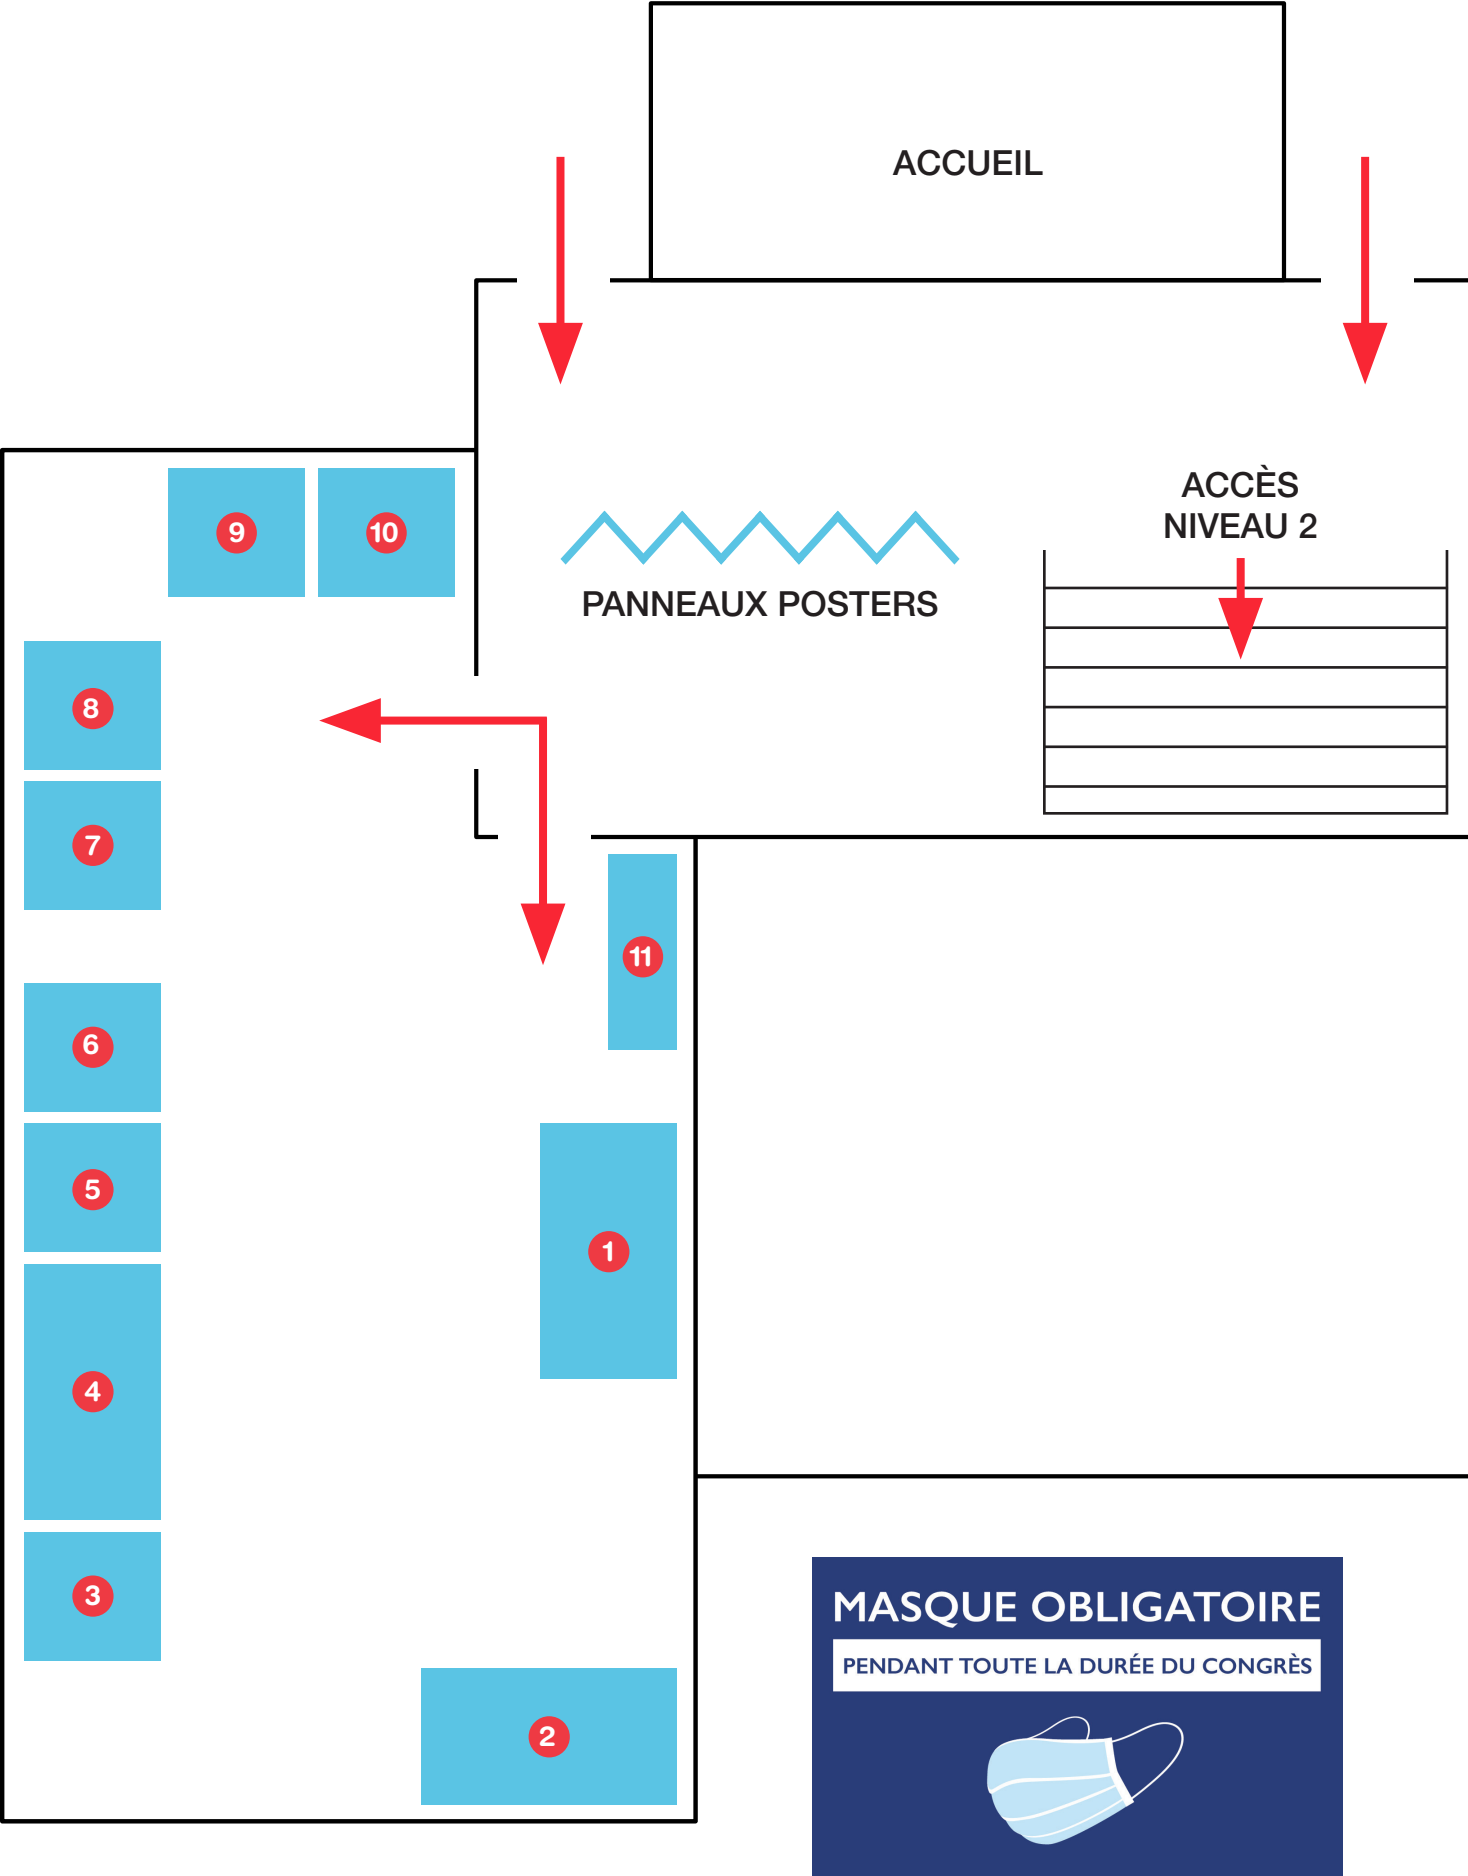 ACCUEIL
ACCÈS
NIVEAU 2
9
10
PANNEAUX POSTERS
8
7
11
6
5
1
4
3
2
MASQUE OBLIGATOIRE
PENDANT TOUTE LA DURÉE DU CONGRÈS